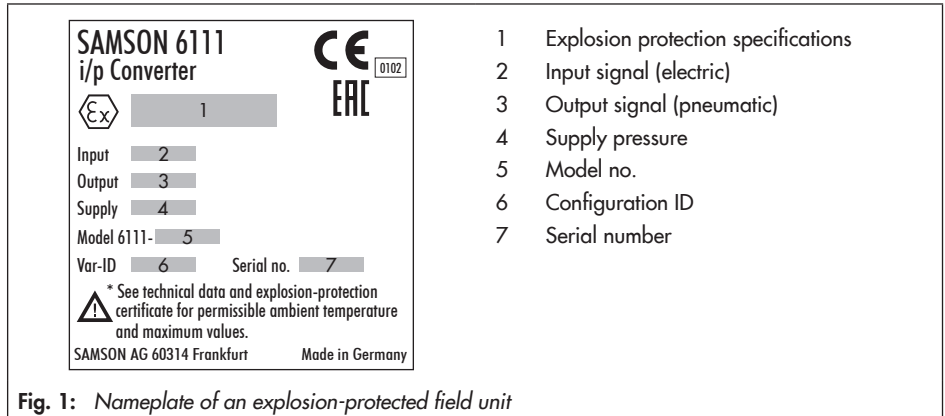 SAMSON 6111
i/p Converter
CE
0102
EAC
Ex
1
Input 2
Output 3
Supply 4
Model 6111- 5
Var-ID 6 Serial no. 7
* See technical data and explosion-protection
certificate for permissible ambient temperature
and maximum values.
SAMSON AG 60314 Frankfurt Made in Germany
1 Explosion protection specifications
2 Input signal (electric)
3 Output signal (pneumatic)
4 Supply pressure
5 Model no.
6 Configuration ID
7 Serial number
Fig. 1: Nameplate of an explosion-protected field unit